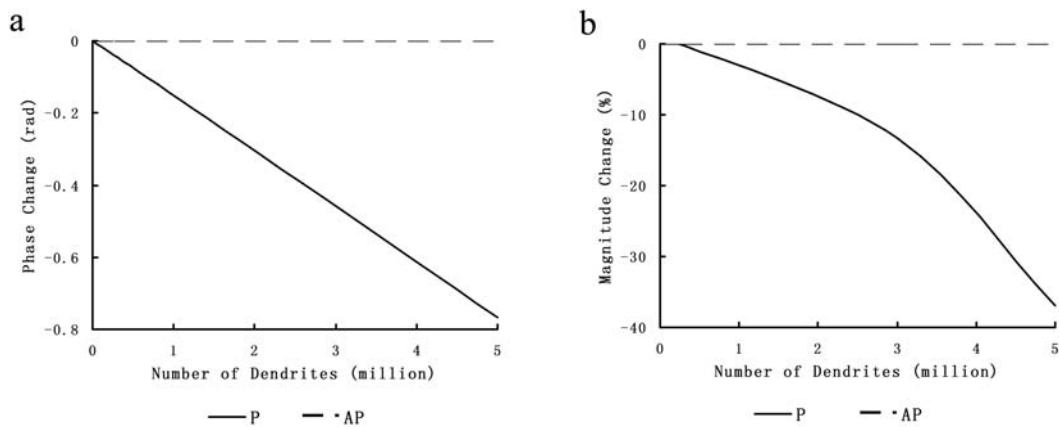 a
Phase Change (rad)
0
-0.2
-0.4
-0.6
-0.8
0 1 2 3 4 5
Number of Dendrites (million)
P AP
b
Magnitude Change (%)
0
-10
-20
-30
-40
0 1 2 3 4 5
Number of Dendrites (million)
P AP